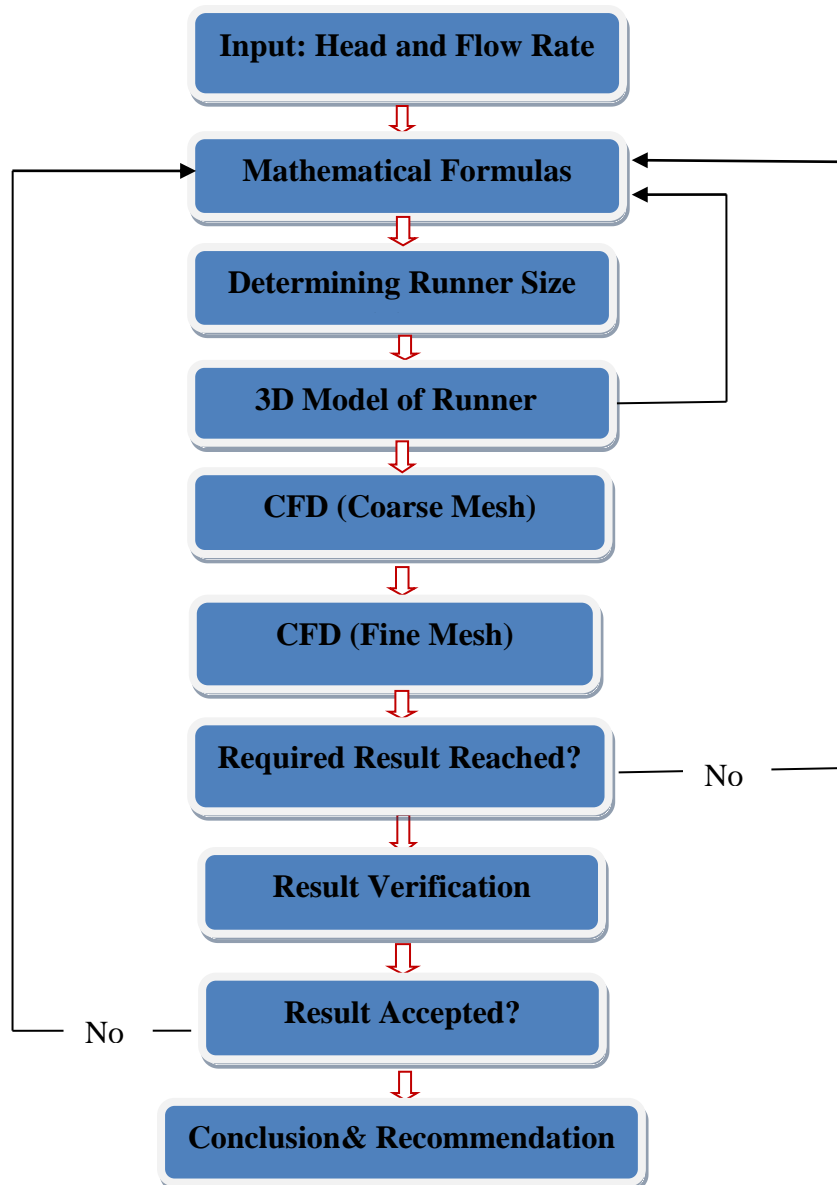 Input: Head and Flow Rate
Mathematical Formulas
Determining Runner Size
3D Model of Runner
CFD (Coarse Mesh)
CFD (Fine Mesh)
Required Result Reached?
No
Result Verification
Result Accepted?
No
Conclusion& Recommendation